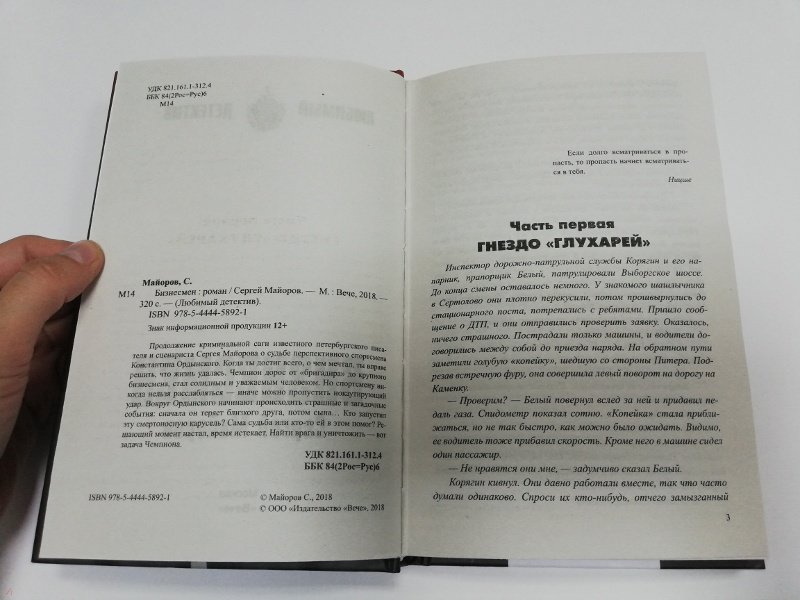 УДК 821.161.1-312.4
ББК 84(2Рос=Рус)6
М14
Майоров, С.
М14 Бизнесмен : роман / Сергей Майоров. — М. : Вече, 2018. —
320 с. — (Любимый детектив).
ISBN 978-5-4444-5892-1
Знак информационной продукции 12+
Продолжение криминальной саги известного петербургского писа-
теля и сценариста Сергея Майорова о судьбе перспективного спортсмена
Константина Ордынского. Когда ты достиг всего, о чем мечтал, ты вправе
решить, что жизнь удалась. Чемпион дорос от «бригадира» до крупного
бизнесмена, стал солидным и уважаемым человеком. Но спортсмену ни-
когда нельзя расслабляться — иначе можно пропустить нокаутирующий
удар. Вокруг Ордынского начинают происходить страшные и загадочные
события: сначала он теряет близкого друга, потом сына... Кто запустил
эту смертоносную карусель? Сама судьба или кто-то ей в этом помог? Ре-
шающий момент настал, время истекает. Найти врага и уничтожить — вот
задача Чемпиона.
УДК 821.161.1-312.4
ББК 84(2Рос=Рус)6
ISBN 978-5-4444-5892-1
© Майоров С., 2018
© ООО «Издательство «Вече», 2018
Если долго всматриваться в про-
пасть, то пропасть начнет всматривать-
ся в тебя.
Ницше
Часть первая
ГНЕЗДО «ГЛУХАРЕЙ»
Инспектор дорожно-патрульной службы Корягин и его на-
парник, прапорщик Белый, патрулировали Выборгское шоссе.
До конца смены оставалось немного. У знакомого шашлычника
в Сертолово они плотно перекусили, потом прошвырнулись до
стационарного поста, потрепались с ребятами. Пришло сооб-
щение о ДТП, и они отправились проверить заявку. Оказалось,
ничего страшного. Пострадали только машины, и водители до-
говорились между собой до приезда наряда. На обратном пути
заметили голубую «копейку», шедшую со стороны Питера. Под-
резав встречную фуру, она совершила левый поворот на дорогу на
Каменку.
— Проверим? — Белый повернул вслед за ней и придавил пе-
даль газа. Спидометр показал сотню. «Копейка» стала прибли-
жаться, но не так быстро, как можно было ожидать. Видимо,
ее водитель тоже прибавил скорость. Кроме него в машине сидел
один пассажир.
— Не нравятся они мне, — задумчиво сказал Белый.
Корягин кивнул. Они давно работали вместе, так что часто
думали одинаково. Спроси их кто-нибудь, отчего замызганный
3